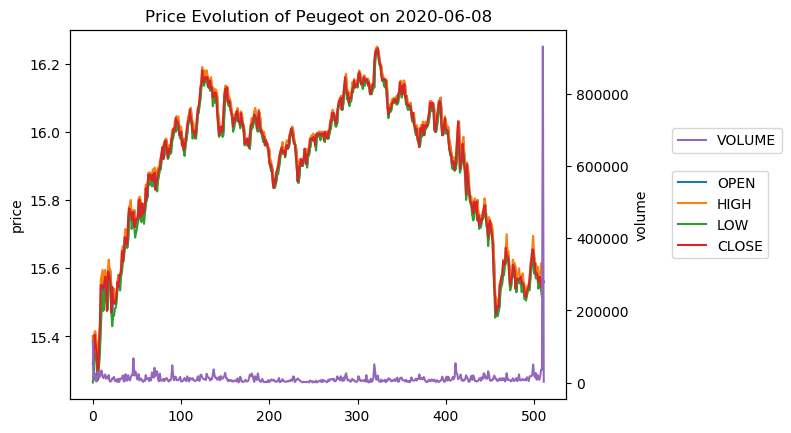 Price Evolution of Peugeot on 2020-06-08
16.2
16.0
15.8
15.6
15.4
price
0
100
200
300
400
500
800000
600000
400000
200000
0
volume
VOLUME
OPEN
HIGH
LOW
CLOSE